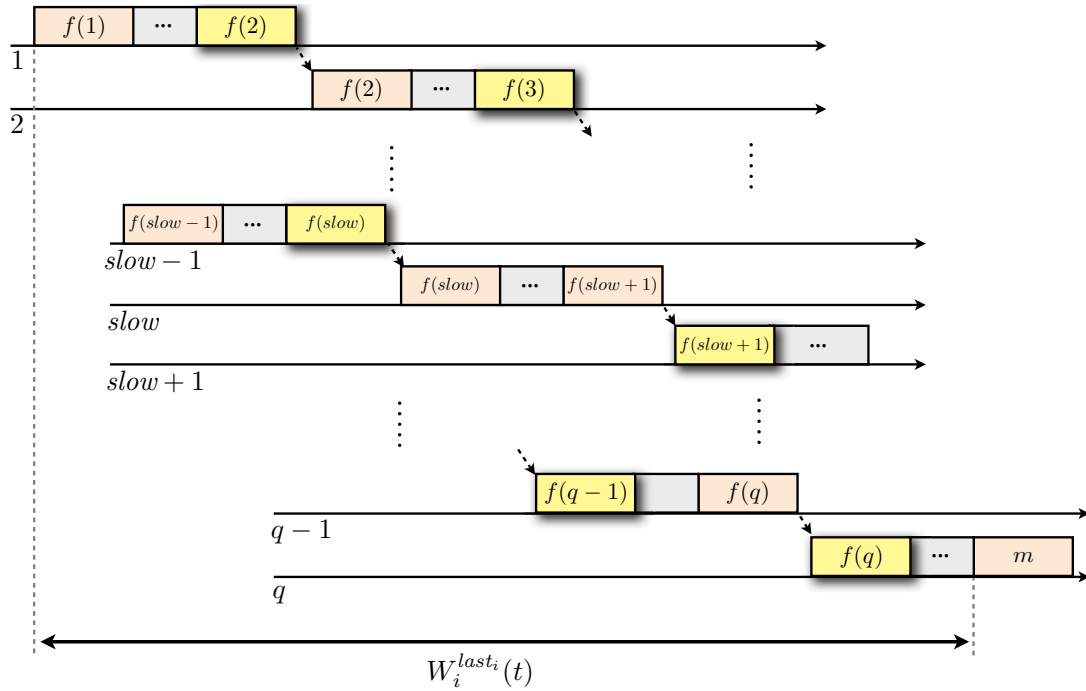 f(1) ... f(2)
1
f(2) ... f(3)
2
f(slow − 1) ... f(slow)
slow − 1
f(slow) ... f(slow + 1)
slow
f(slow + 1) ...
slow + 1
f(q − 1) f(q)
q − 1
f(q) ... m
q
W_i^{last_i}(t)